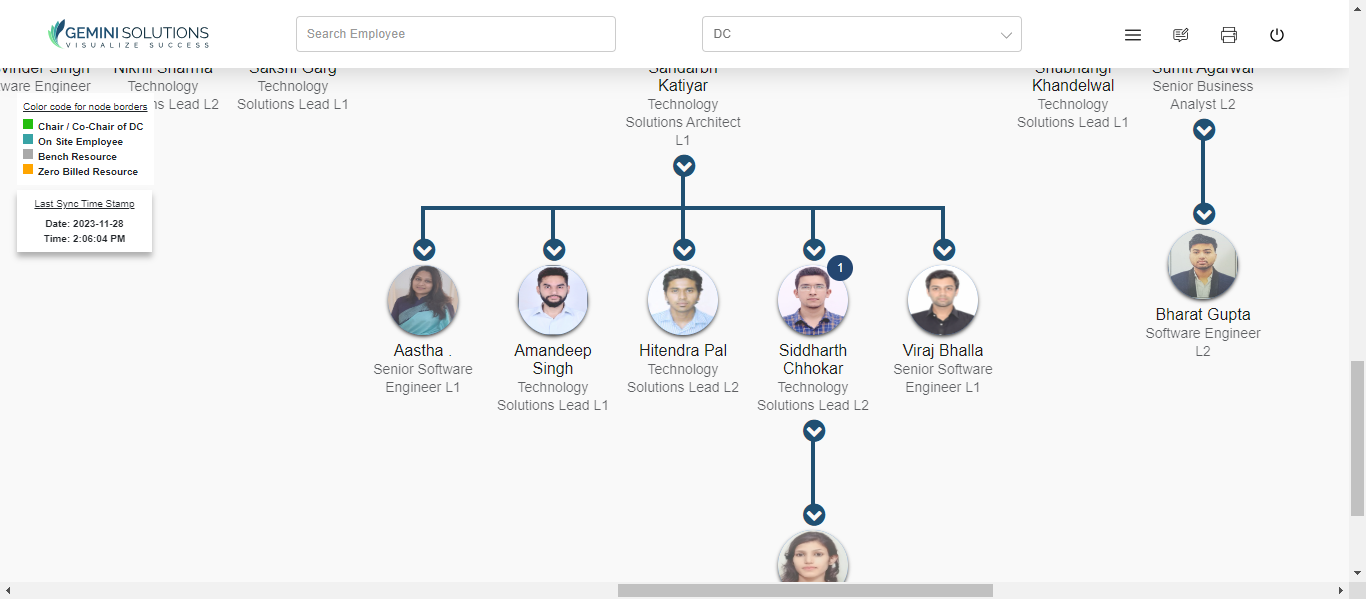 GEMINI SOLUTIONS
VISUALIZE SUCCESS
Search Employee
DC
Singh
Nikhil Sharma
Sakshi Garg
Sandarbh
Shubhangi
Sumit Agarwal
ware Engineer
Technology
Technology
Katiyar
Khandelwal
Senior Business
ns Lead L2
Solutions Lead L1
Technology
Technology
Analyst L2
Solutions Architect
Solutions Lead L1
L1
Color code for node borders
Chair / Co-Chair of DC
On Site Employee
Bench Resource
Zero Billed Resource
Last Sync Time Stamp
Date: 2023-11-28
Time: 2:06:04 PM
1
Aastha .
Senior Software
Engineer L1
Amandeep
Singh
Technology
Solutions Lead L1
Hitendra Pal
Technology
Solutions Lead L2
Siddharth
Chhokar
Technology
Solutions Lead L2
Viraj Bhalla
Senior Software
Engineer L1
Bharat Gupta
Software Engineer
L2